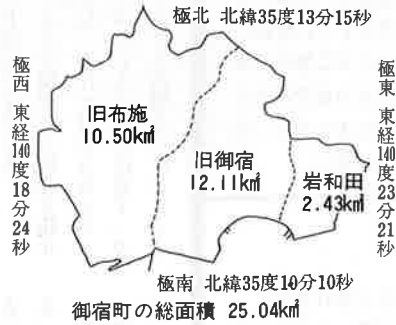 極北 北緯35度13分15秒
極西 東経140度18分24秒
旧布施
10.50k㎡
旧御宿
12.11k㎡
岩和田
2.43k㎡
極東 東経140度23分21秒
極南 北緯35度10分10秒
御宿町の総面積 25.04k㎡